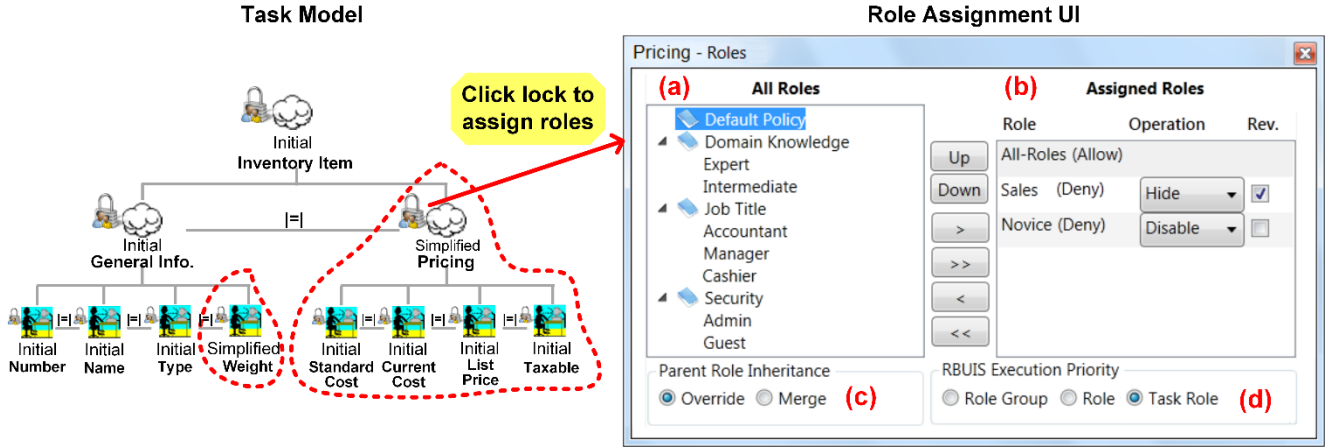 Task Model
Click lock to
assign roles
Initial
Inventory Item
|=|
Initial
General Info.
Simplified
Pricing
|=| |=| |=| |=| |=| |=|
Initial Initial Initial Simplified Initial Initial Initial Initial
Number Name Type Weight Standard Current List Taxable
Cost Cost Price
Role Assignment UI
Pricing - Roles
(a) All Roles
Default Policy
Domain Knowledge
Expert
Intermediate
Job Title
Accountant
Manager
Cashier
Security
Admin
Guest
Up
Down
>
>>
<
<<
(b) Assigned Roles
Role Operation Rev.
All-Roles (Allow)
Sales (Deny) Hide
Novice (Deny) Disable
Parent Role Inheritance
Override Merge (c)
RBUIS Execution Priority
Role Group Role Task Role (d)